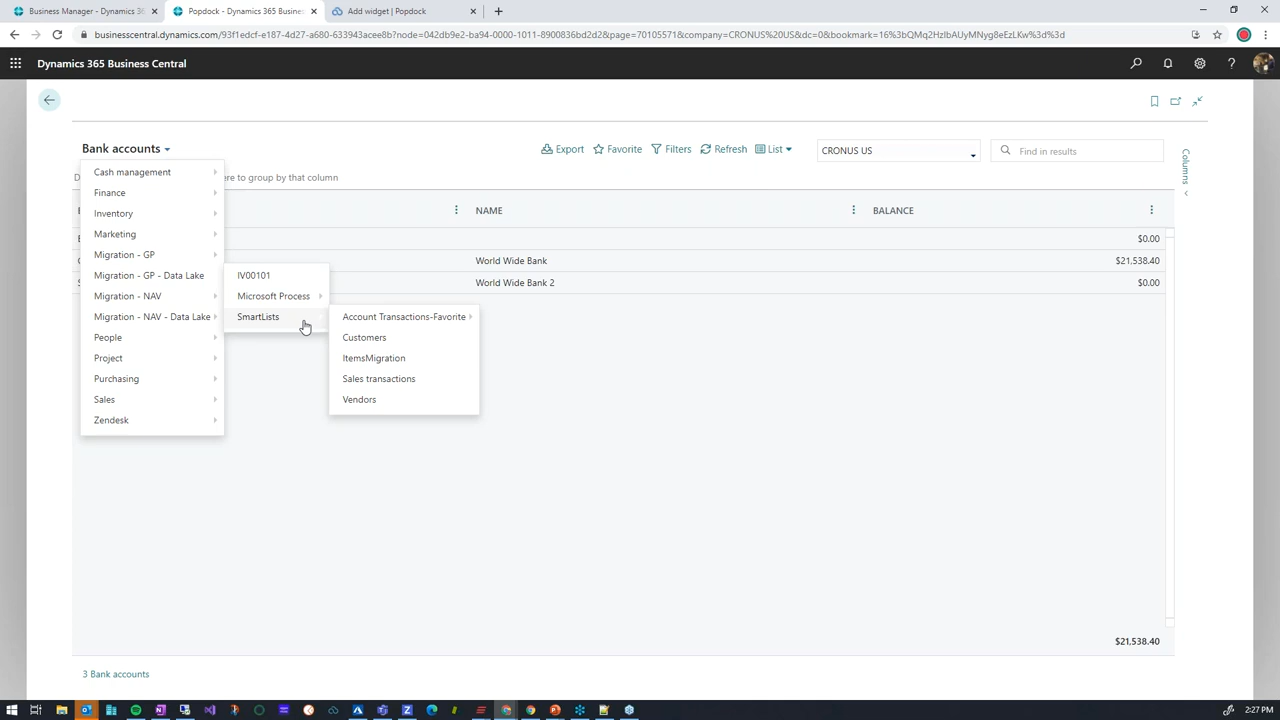 Business Manager - Dynamics 365
Popdock - Dynamics 365 Busine
Add widget | Popdock
businesscentral.dynamics.com/93f1edcf-e187-4d27-a680-633943acee8b?node=042db9e2-ba94-0000-1011-8900836bd2d2&page=70105571&company=CRONUS%20US&dc=0&bookmark=16%3bQMq2HzIbAUyMNyg8eEzLKw%3d%3d
Dynamics 365 Business Central
Bank accounts
Export
Favorite
Filters
Refresh
List
CRONUS US
Find in results
Columns
Cash management
ere to group by that column
Finance
Inventory
NAME
BALANCE
Marketing
$0.00
Migration - GP
World Wide Bank
$21,538.40
Migration - GP - Data Lake
IV00101
World Wide Bank 2
$0.00
Migration - NAV
Microsoft Process
Migration - NAV - Data Lake
SmartLists
Account Transactions-Favorite
People
Customers
Project
ItemsMigration
Purchasing
Sales transactions
Sales
Vendors
Zendesk
$21,538.40
3 Bank accounts
2:27 PM